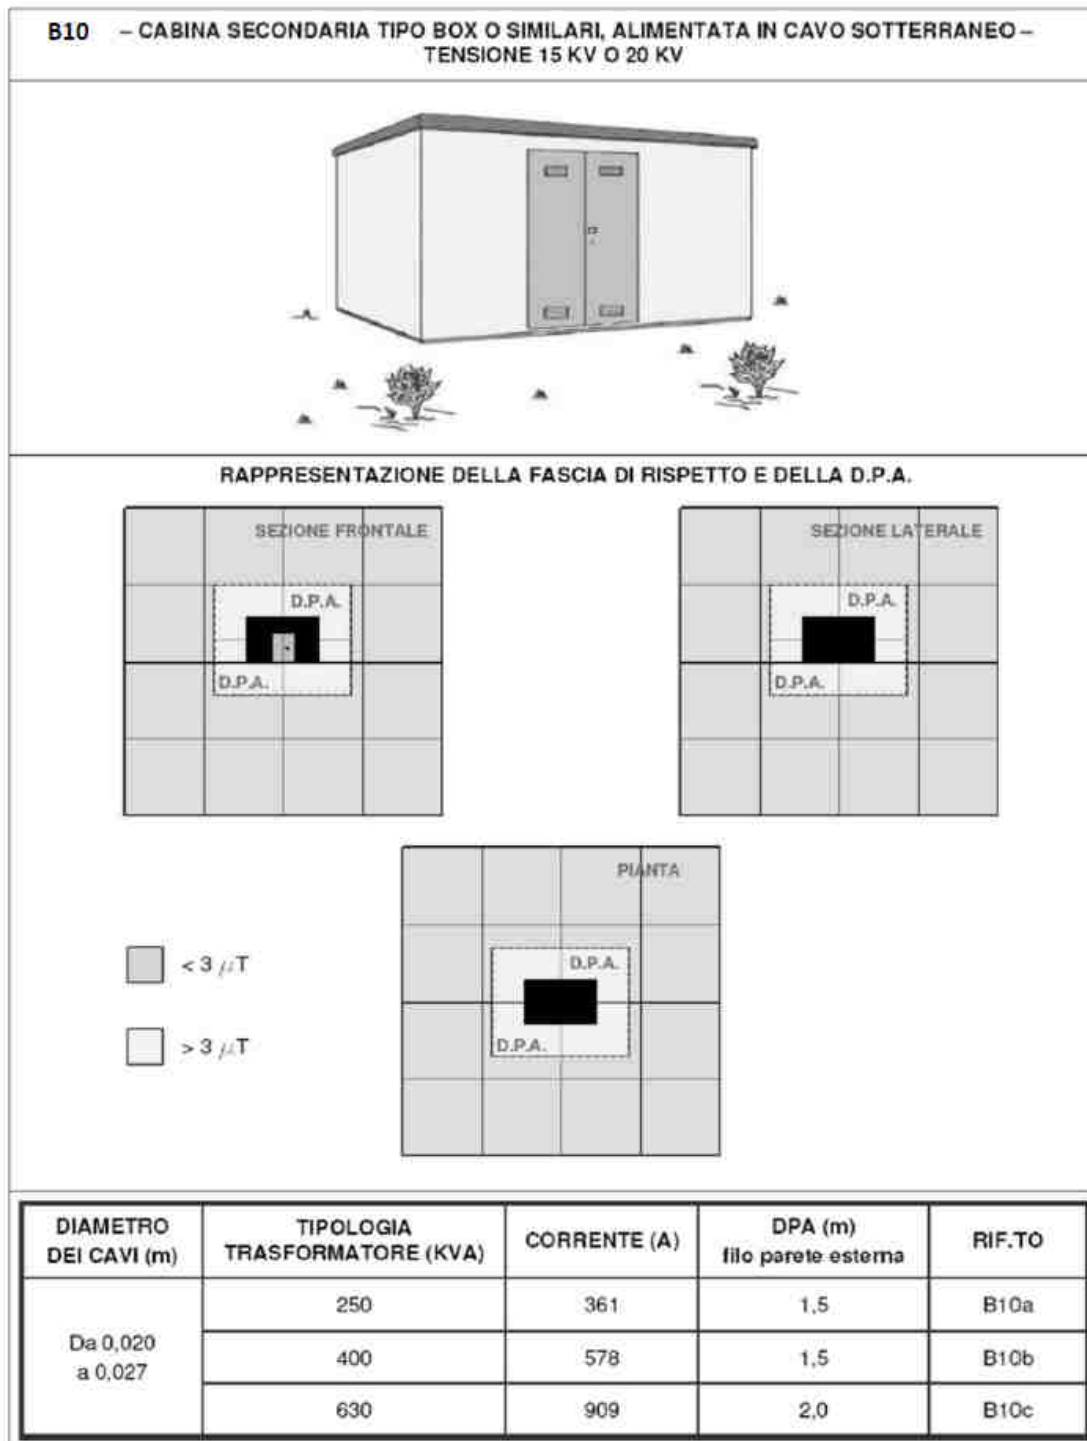 B10 – CABINA SECONDARIA TIPO BOX O SIMILARI, ALIMENTATA IN CAVO SOTTERRANEO –
TENSIONE 15 KV O 20 KV
RAPPRESENTAZIONE DELLA FASCIA DI RISPETTO E DELLA D.P.A.
SEZIONE FRONTALE
D.P.A.
D.P.A.
SEZIONE LATERALE
D.P.A.
D.P.A.
PIANTA
D.P.A.
D.P.A.
< 3 µT
> 3 µT
DIAMETRO
DEI CAVI (m)
TIPOLOGIA
TRASFORMATORE (KVA)
CORRENTE (A)
DPA (m)
filo parete esterna
RIF.TO
Da 0,020
a 0,027
250 361 1,5 B10a
400 578 1,5 B10b
630 909 2,0 B10c